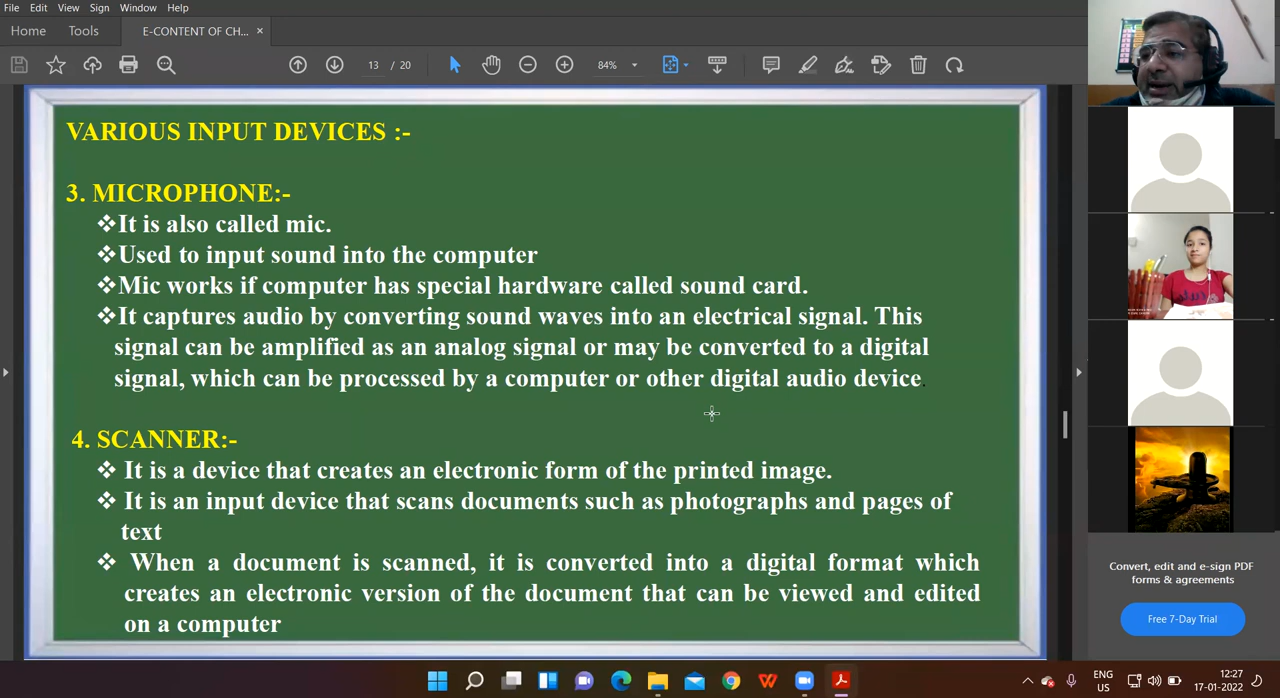 File Edit View Sign Window Help
Home Tools E-CONTENT OF CH... ×
13 / 20 84%
VARIOUS INPUT DEVICES :-
3. MICROPHONE:-
❖It is also called mic.
❖Used to input sound into the computer
❖Mic works if computer has special hardware called sound card.
❖It captures audio by converting sound waves into an electrical signal. This
signal can be amplified as an analog signal or may be converted to a digital
signal, which can be processed by a computer or other digital audio device.
4. SCANNER:-
❖ It is a device that creates an electronic form of the printed image.
❖ It is an input device that scans documents such as photographs and pages of
text
❖ When a document is scanned, it is converted into a digital format which
creates an electronic version of the document that can be viewed and edited
on a computer
Convert, edit and e-sign PDF
forms & agreements
Free 7-Day Trial
ENG
US
12:27
17-01-2022